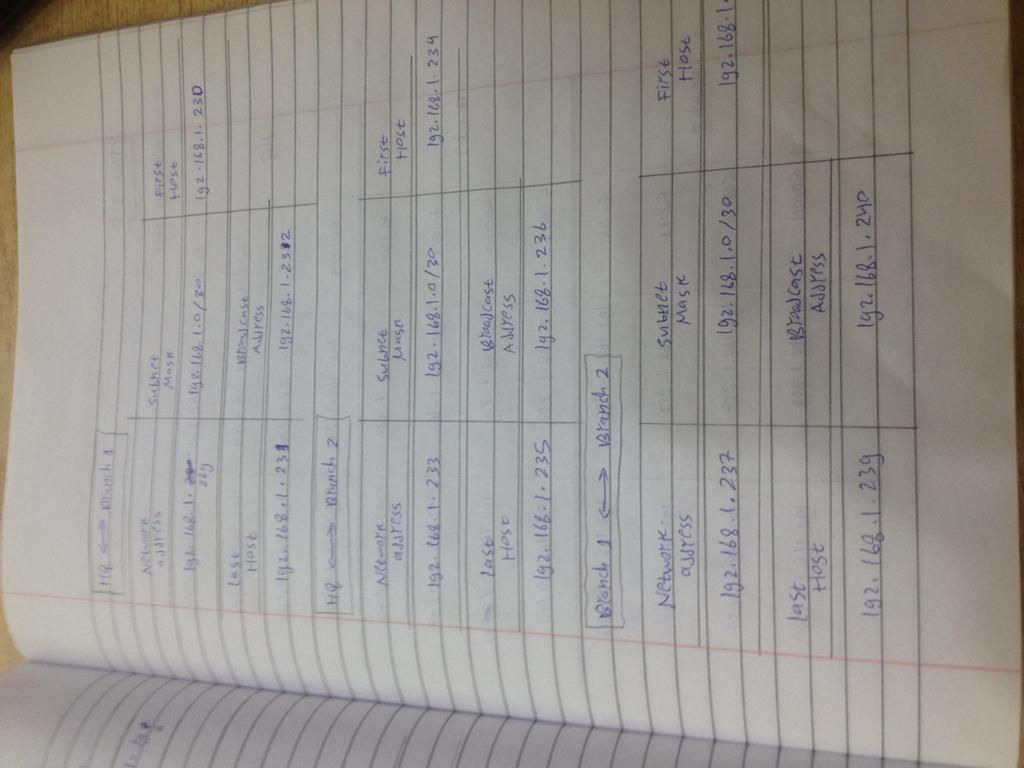 HQ ⟷ Branch 1
Network address
Subnet Mask
First Host
192.168.1.229
192.168.1.0/30
192.168.1.230
Last Host
Broadcast Address
192.168.1.231
192.168.1.232
HQ ⟷ Branch 2
Network address
Subnet Mask
First Host
192.168.1.233
192.168.1.0/30
192.168.1.234
Last Host
Broadcast Address
192.168.1.235
192.168.1.236
Branch 1 ⟷ Branch 2
Network address
Subnet Mask
First Host
192.168.1.237
192.168.1.0/30
192.168.1.
Last Host
Broadcast Address
192.168.1.239
192.168.1.240